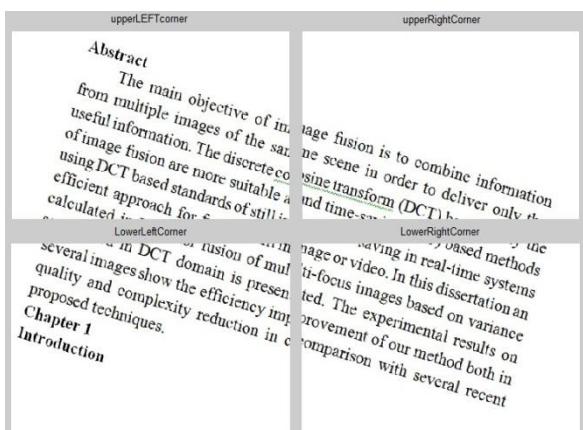 upperLEFTcorner
upperRightCorner
Abstract
The main objective of image fusion is to combine information
from multiple images of the same scene in order to deliver only the
useful information. The discrete cosine transform (DCT) based methods
of image fusion are more suitable and time-saving in real-time systems
using DCT based standards of still image or video. In this dissertation an
efficient approach for fusion of multi-focus images based on variance
calculated in DCT domain is presented. The experimental results on
several images show the efficiency improvement of our method both in
quality and complexity reduction in comparison with several recent
proposed techniques.
Chapter 1
Introduction
LowerLeftCorner
LowerRightCorner